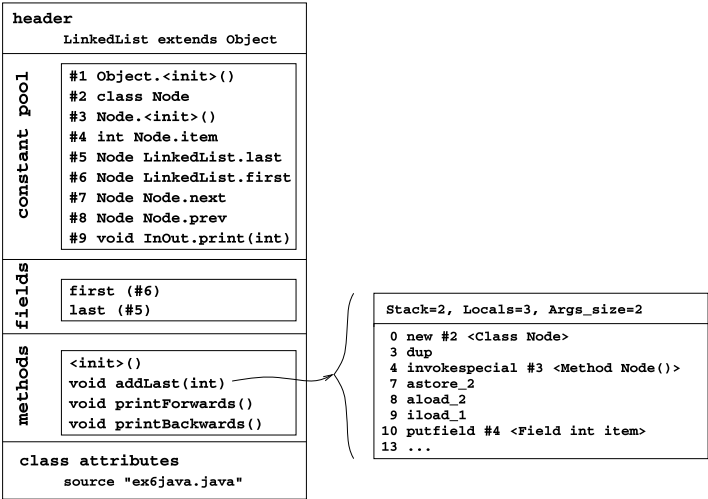 header
LinkedList extends Object
constant pool
#1 Object.<init>()
#2 class Node
#3 Node.<init>()
#4 int Node.item
#5 Node LinkedList.last
#6 Node LinkedList.first
#7 Node Node.next
#8 Node Node.prev
#9 void InOut.print(int)
fields
first (#6)
last (#5)
methods
<init>()
void addLast(int)
void printForwards()
void printBackwards()
class attributes
source "ex6java.java"
Stack=2, Locals=3, Args_size=2
0 new #2 <Class Node>
3 dup
4 invokespecial #3 <Method Node()>
7 astore_2
8 aload_2
9 iload_1
10 putfield #4 <Field int item>
13 ...